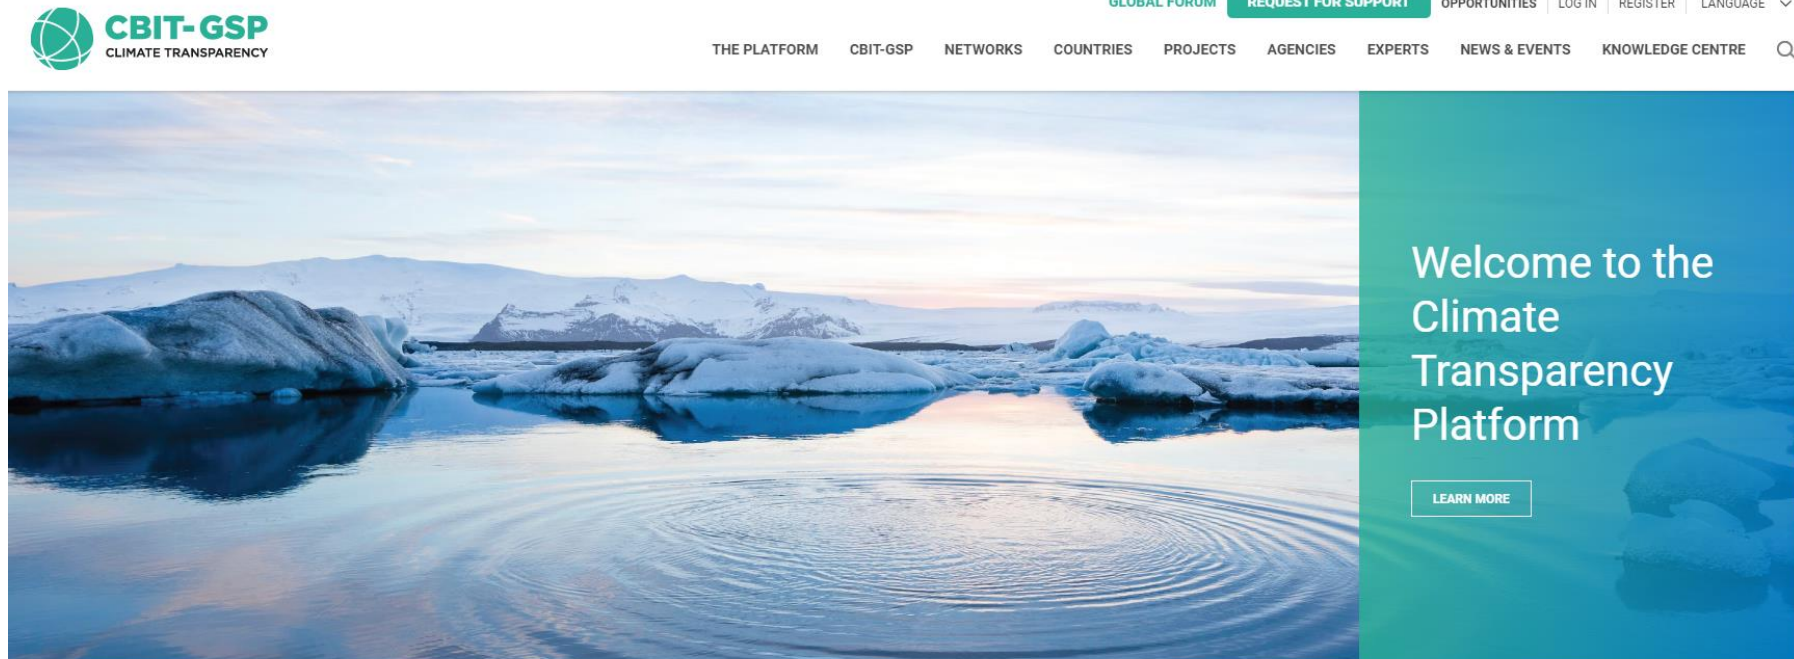 GLOBAL FORUM REQUEST FOR SUPPORT OPPORTUNITIES LOG IN REGISTER LANGUAGE
CBIT-GSP
CLIMATE TRANSPARENCY
THE PLATFORM CBIT-GSP NETWORKS COUNTRIES PROJECTS AGENCIES EXPERTS NEWS & EVENTS KNOWLEDGE CENTRE
Welcome to the
Climate
Transparency
Platform
LEARN MORE